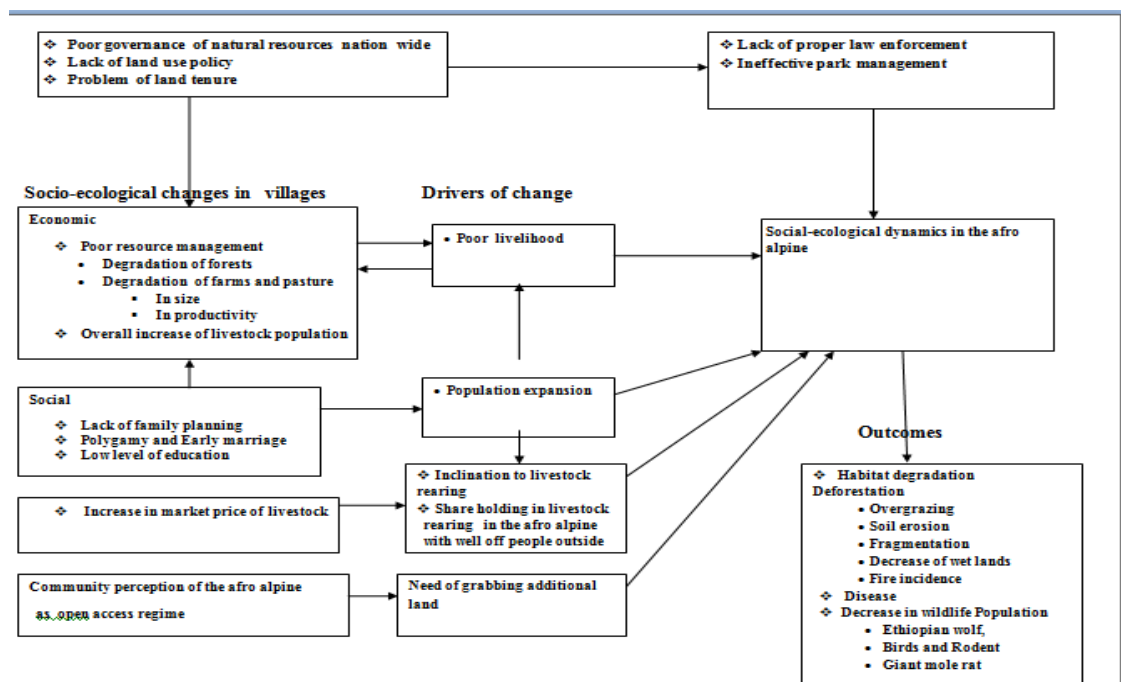 ❖ Poor governance of natural resources nation wide
❖ Lack of land use policy
❖ Problem of land tenure
❖ Lack of proper law enforcement
❖ Ineffective park management
Socio-ecological changes in villages
Drivers of change
Economic
❖ Poor resource management
• Degradation of forests
• Degradation of farms and pasture
▪ In size
▪ In productivity
❖ Overall increase of livestock population
• Poor livelihood
Social-ecological dynamics in the afro
alpine
Social
❖ Lack of family planning
❖ Polygamy and Early marriage
❖ Low level of education
• Population expansion
❖ Increase in market price of livestock
❖ Inclination to livestock
rearing
❖ Share holding in livestock
rearing in the afro alpine
with well off people outside
Community perception of the afro alpine
as open access regime
Need of grabbing additional
land
Outcomes
❖ Habitat degradation
Deforestation
• Overgrazing
• Soil erosion
• Fragmentation
• Decrease of wet lands
• Fire incidence
❖ Disease
❖ Decrease in wildlife Population
• Ethiopian wolf,
• Birds and Rodent
• Giant mole rat